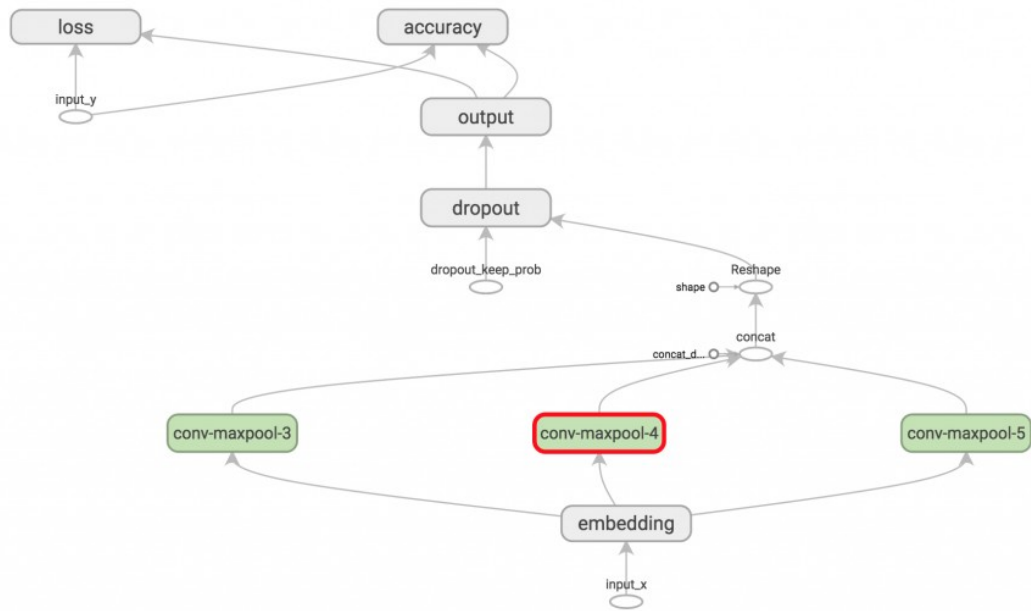 loss
accuracy
input_y
output
dropout
dropout_keep_prob
Reshape
shape
concat
concat_d...
conv-maxpool-3
conv-maxpool-4
conv-maxpool-5
embedding
input_x